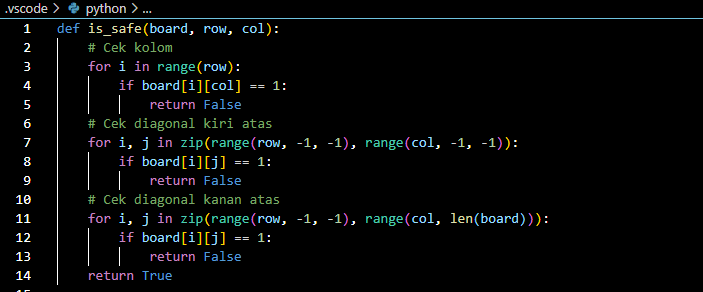 .vscode > python > ...
1 def is_safe(board, row, col):
2 # Cek kolom
3 for i in range(row):
4 if board[i][col] == 1:
5 return False
6 # Cek diagonal kiri atas
7 for i, j in zip(range(row, -1, -1), range(col, -1, -1)):
8 if board[i][j] == 1:
9 return False
10 # Cek diagonal kanan atas
11 for i, j in zip(range(row, -1, -1), range(col, len(board))):
12 if board[i][j] == 1:
13 return False
14 return True